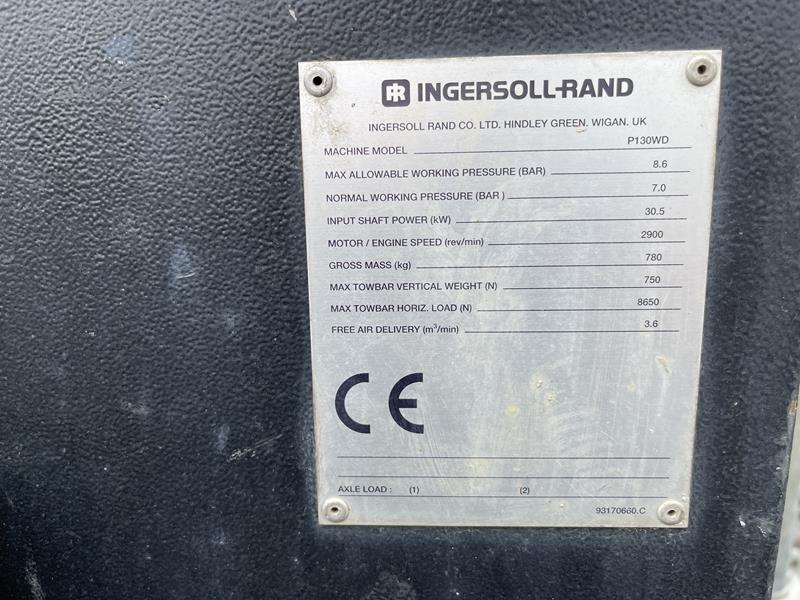 IR INGERSOLL-RAND
INGERSOLL RAND CO. LTD. HINDLEY GREEN. WIGAN. UK
MACHINE MODEL P130WD
MAX ALLOWABLE WORKING PRESSURE (BAR) 8.6
NORMAL WORKING PRESSURE (BAR ) 7.0
INPUT SHAFT POWER (kW) 30.5
MOTOR / ENGINE SPEED (rev/min) 2900
GROSS MASS (kg) 780
MAX TOWBAR VERTICAL WEIGHT (N) 750
MAX TOWBAR HORIZ. LOAD (N) 8650
FREE AIR DELIVERY (m³/min) 3.6
CE
AXLE LOAD : (1) (2)
93170660.C